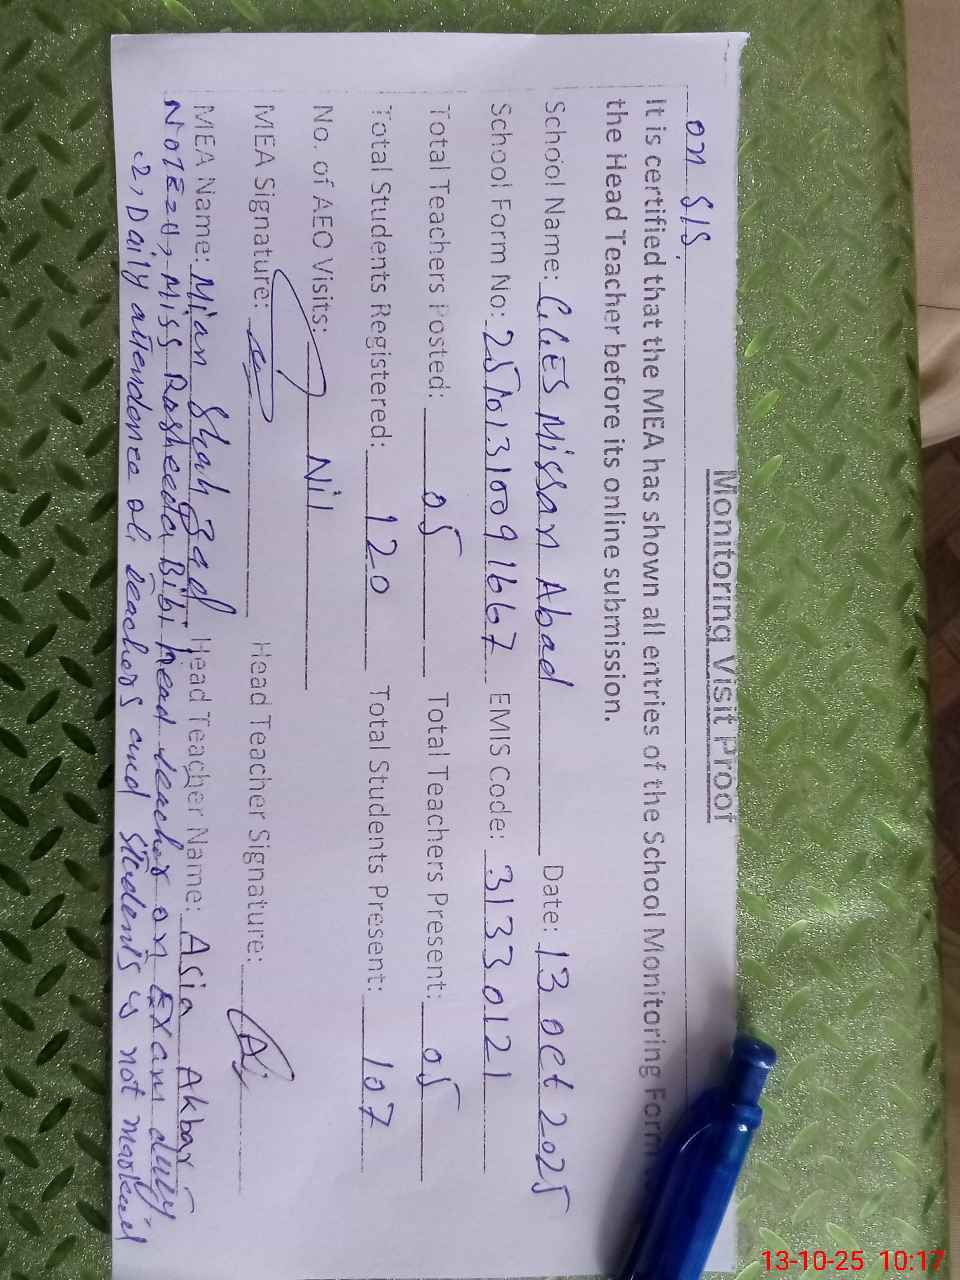 Monitoring Visit Proof
It is certified that the MEA has shown all entries of the School Monitoring Form
the Head Teacher before its online submission.
School Name: GGES Missan Abad Date: 13 Oct 2025
School Form No: 25101310091667 EMIS Code: 31330121
Total Teachers Posted: 05 Total Teachers Present: 05
Total Students Registered: 120 Total Students Present: 107
No. of AEO Visits: Nil
MEA Signature: Head Teacher Signature:
MEA Name: Mian Shah Zad Head Teacher Name: Asia Akbar
Note: 1, Miss Rasheeda Bibi head teacher on Exam duty.
2, Daily attendence of teachers and students is not marked
on SIS.
13-10-25 10:17